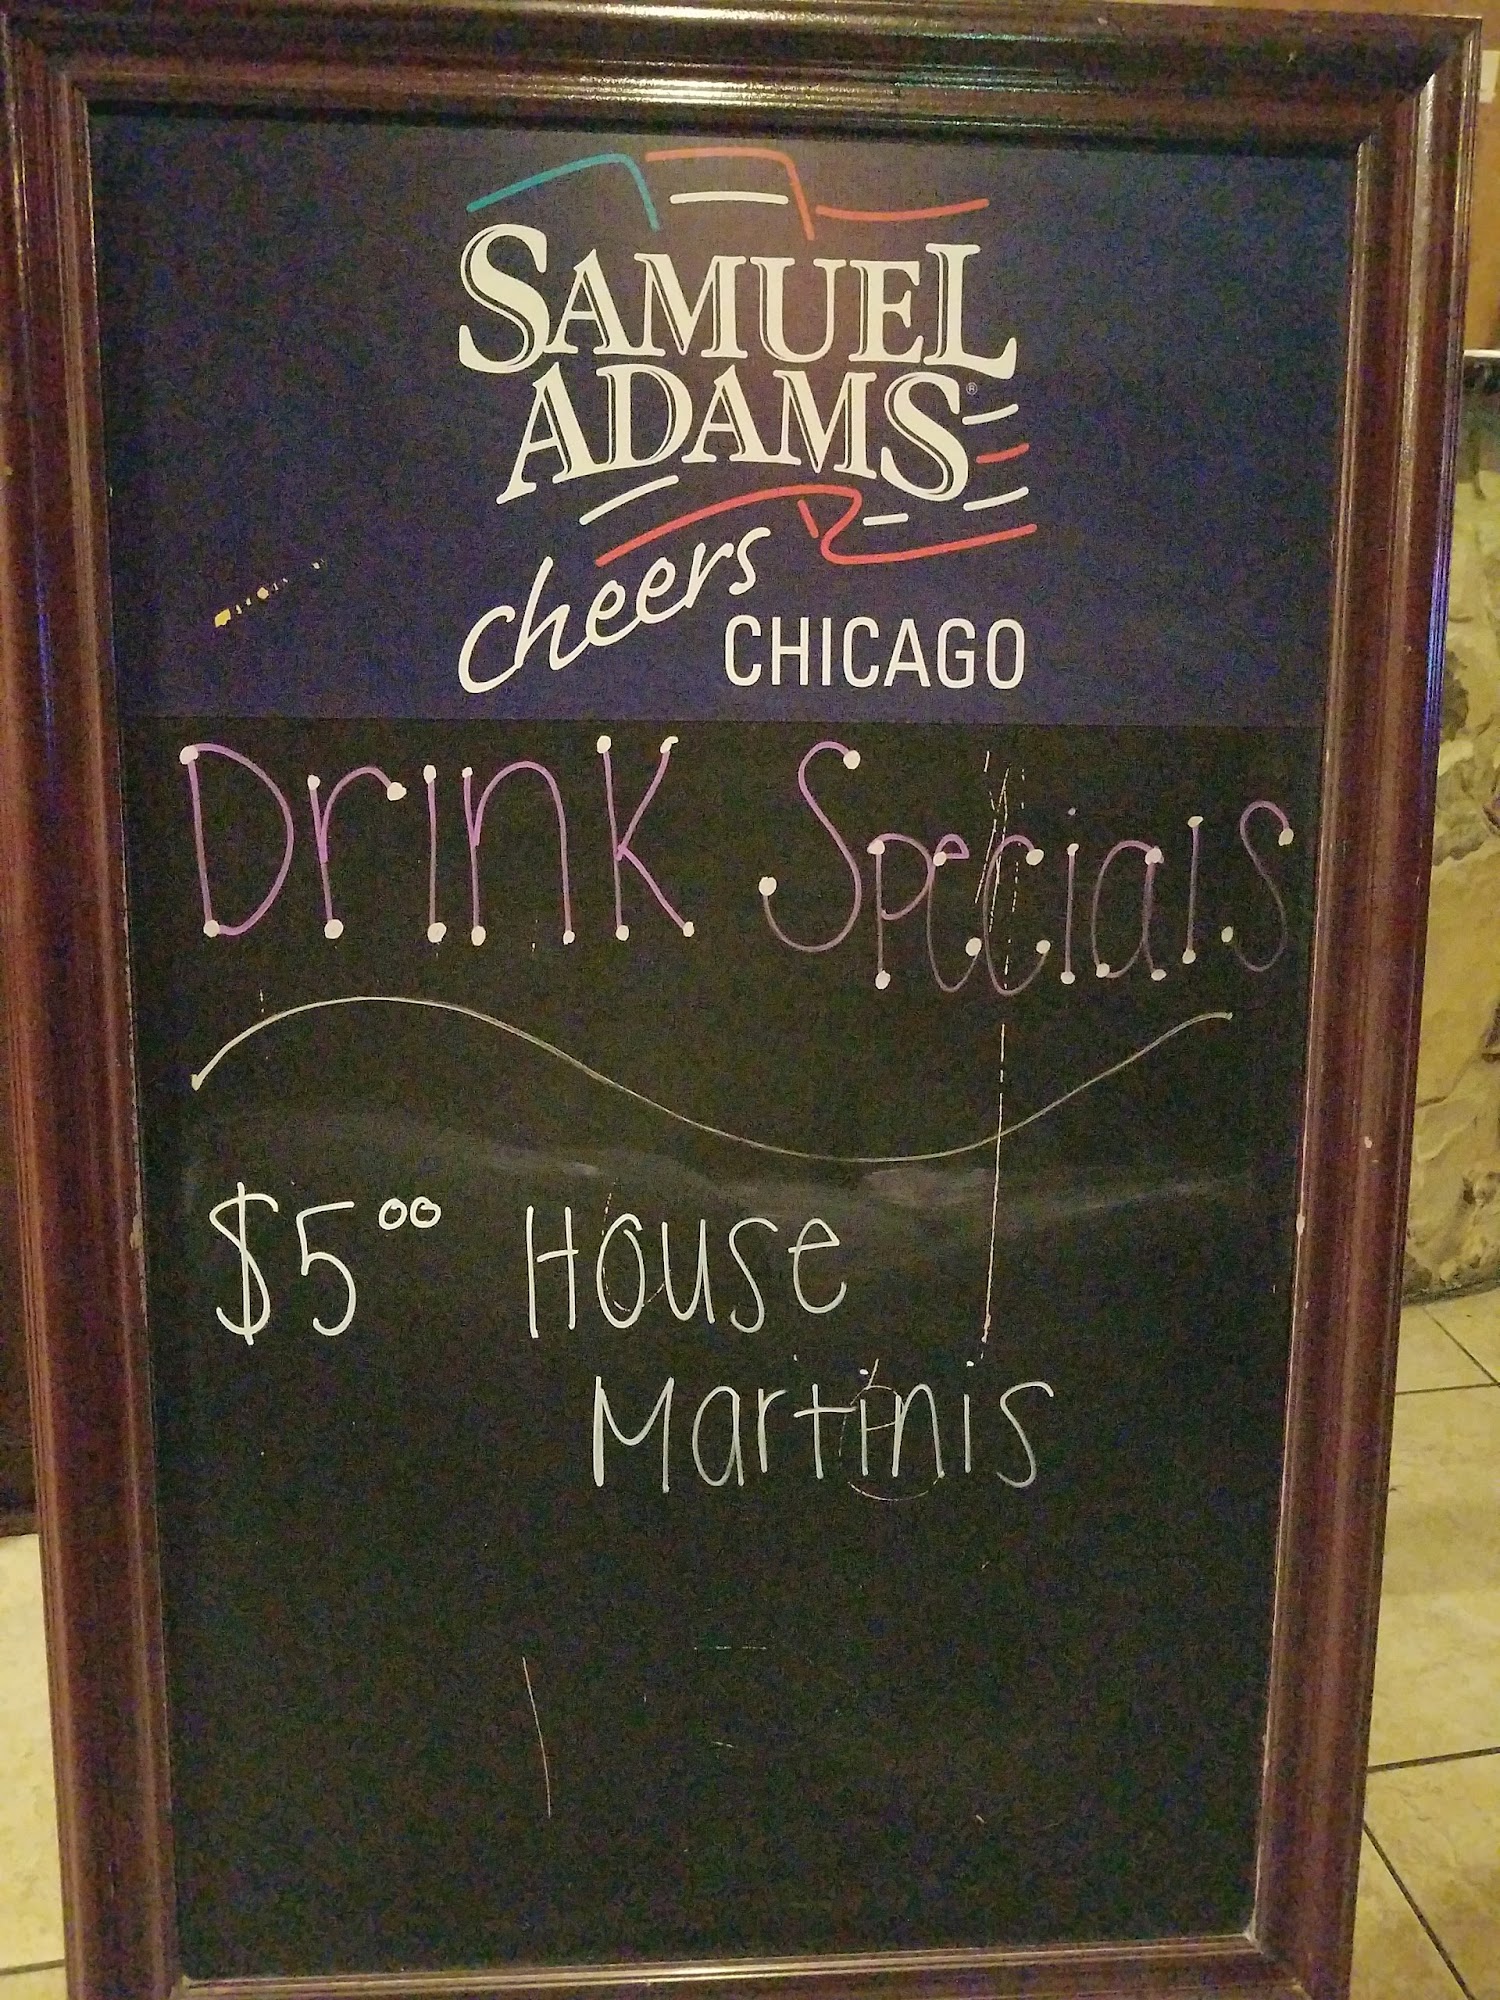 SAMUEL
ADAMS®
cheers
CHICAGO
Drink Specials
$5.00 House
Martinis